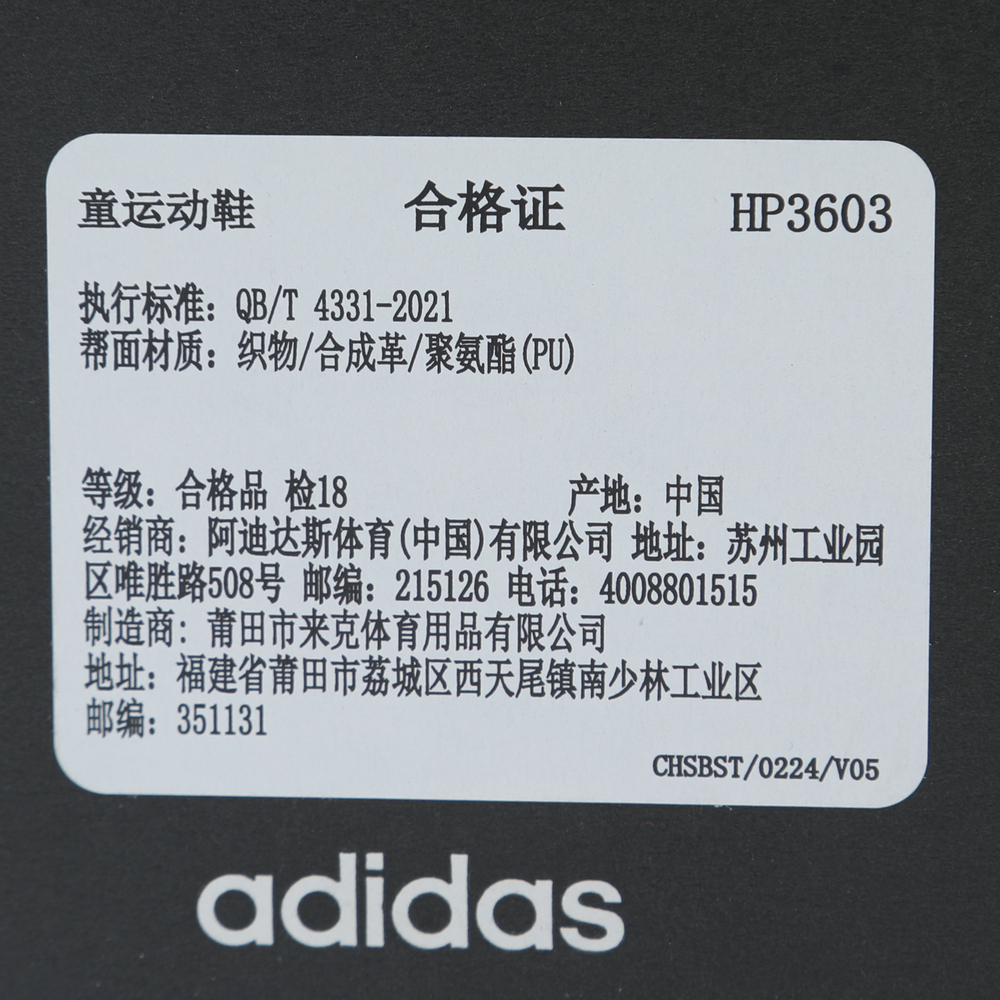 童运动鞋 合格证 HP3603
执行标准：QB/T 4331-2021
帮面材质：织物/合成革/聚氨酯(PU)
等级：合格品 检18 产地：中国
经销商：阿迪达斯体育(中国)有限公司 地址：苏州工业园
区唯胜路508号 邮编：215126 电话：4008801515
制造商：莆田市来克体育用品有限公司
地址：福建省莆田市荔城区西天尾镇南少林工业区
邮编：351131
CHSBST/0224/V05
adidas